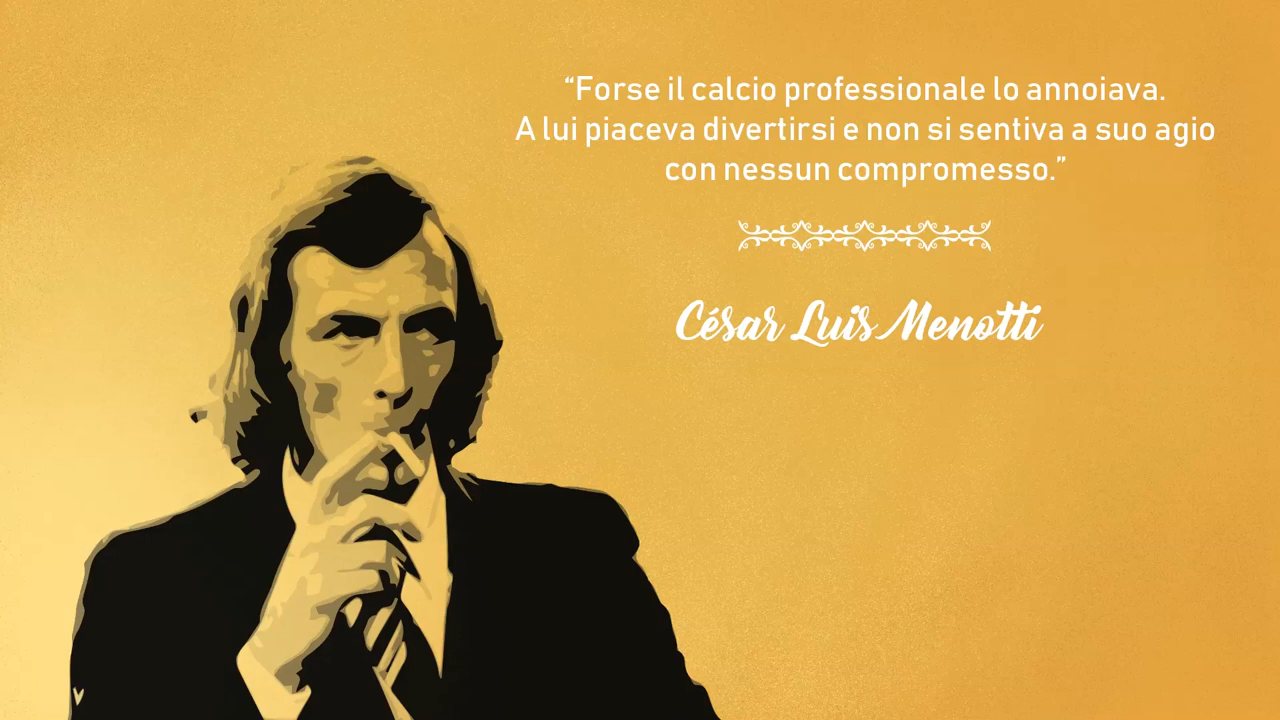 “Forse il calcio professionale lo annoiava.
A lui piaceva divertirsi e non si sentiva a suo agio
con nessun compromesso.”
César Luis Menotti